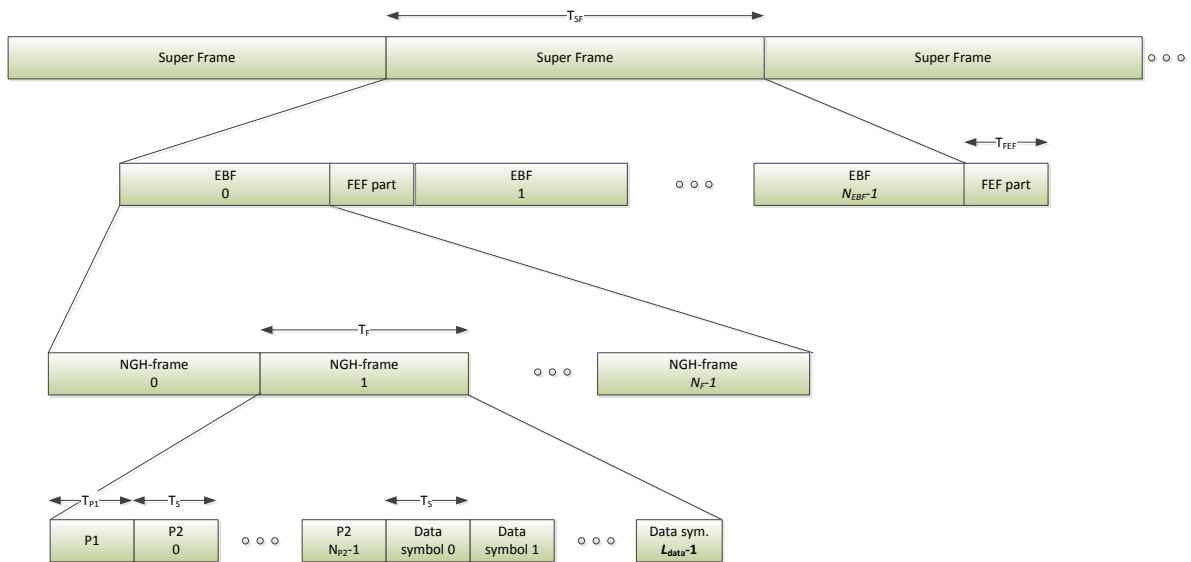 T_SF
Super Frame Super Frame Super Frame
T_FEF
EBF 0 FEF part EBF 1 EBF N_EBF-1 FEF part
T_F
NGH-frame 0 NGH-frame 1 NGH-frame N_F-1
T_P1 T_S T_S
P1 P2 0 P2 N_P2-1 Data symbol 0 Data symbol 1 Data sym. L_data-1